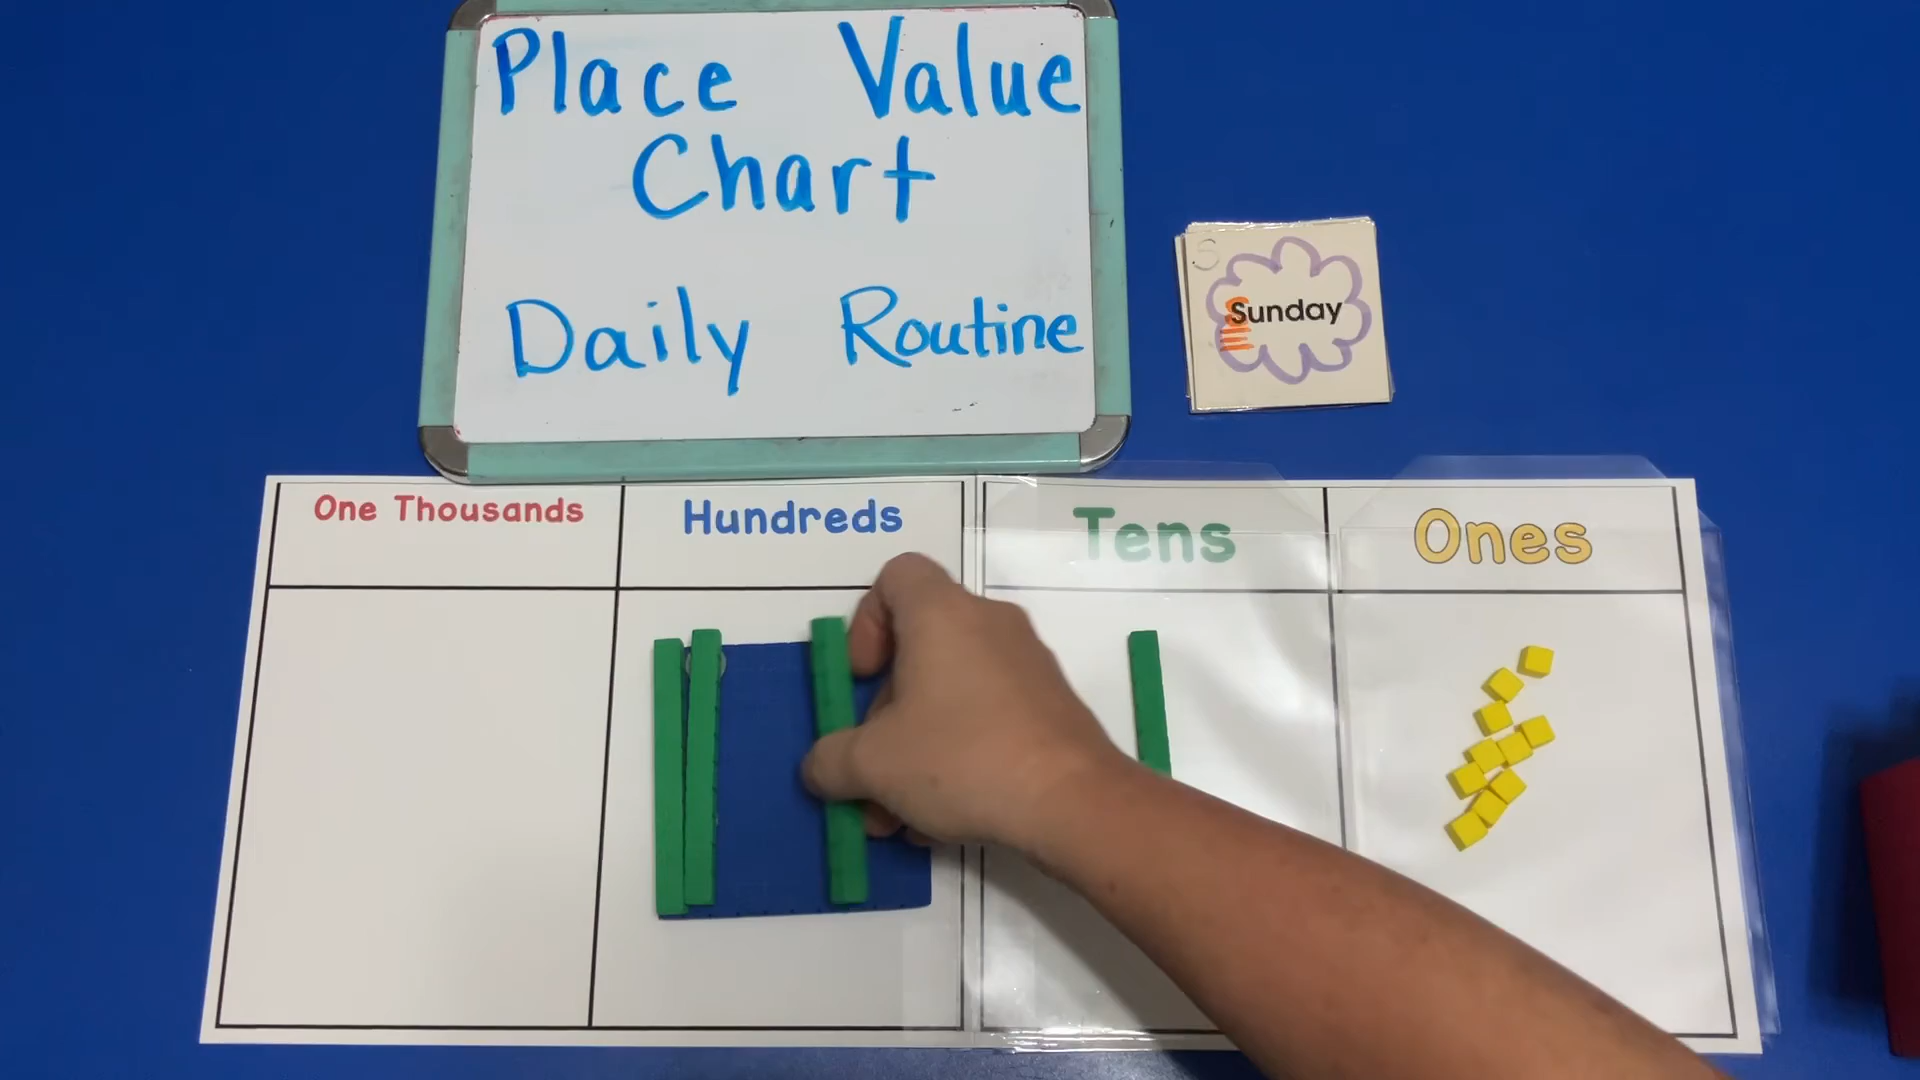 Place Value
Chart
Daily Routine
S
Sunday
One Thousands
Hundreds
Tens
Ones